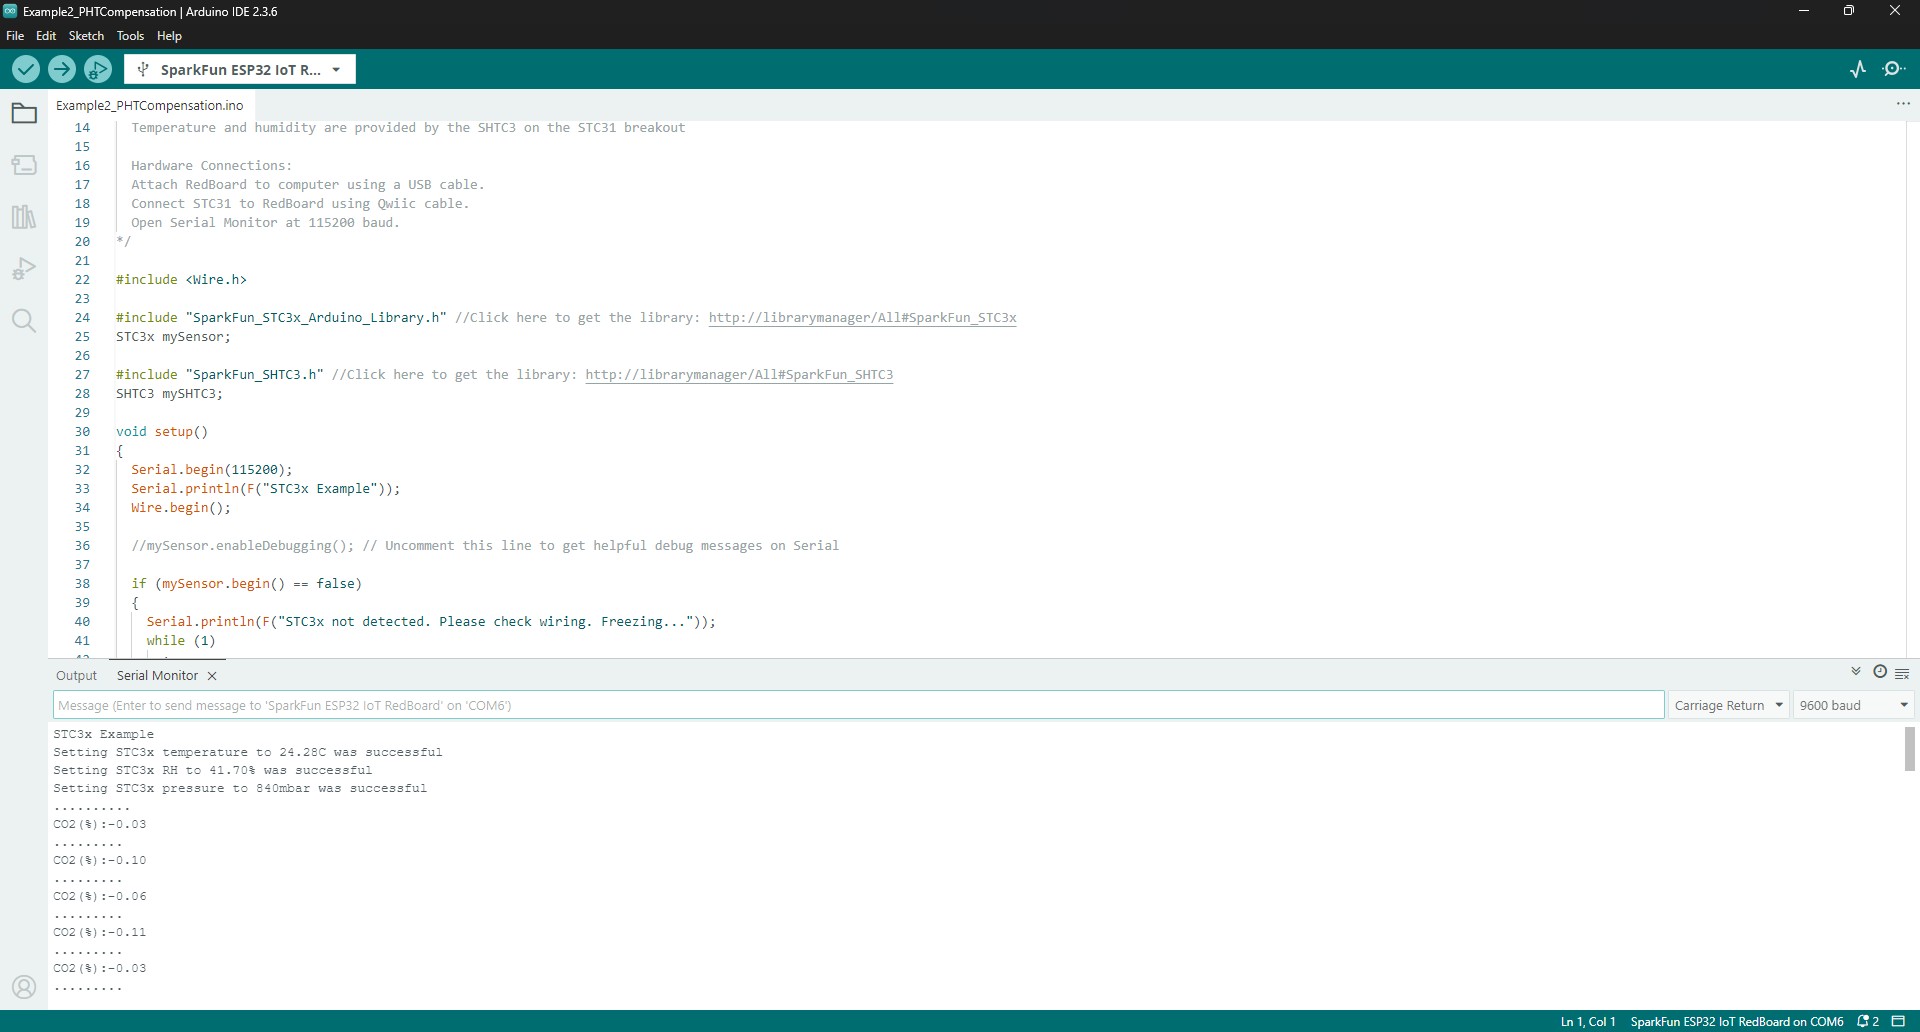 Example2_PHTCompensation | Arduino IDE 2.3.6
File Edit Sketch Tools Help
SparkFun ESP32 IoT R...
Example2_PHTCompensation.ino
14 Temperature and humidity are provided by the SHTC3 on the STC31 breakout
15
16 Hardware Connections:
17 Attach RedBoard to computer using a USB cable.
18 Connect STC31 to RedBoard using Qwiic cable.
19 Open Serial Monitor at 115200 baud.
20 */
21
22 #include <Wire.h>
23
24 #include "SparkFun_STC3x_Arduino_Library.h" //Click here to get the library: http://librarymanager/All#SparkFun_STC3x
25 STC3x mySensor;
26
27 #include "SparkFun_SHTC3.h" //Click here to get the library: http://librarymanager/All#SparkFun_SHTC3
28 SHTC3 mySHTC3;
29
30 void setup()
31 {
32 Serial.begin(115200);
33 Serial.println(F("STC3x Example"));
34 Wire.begin();
35
36 //mySensor.enableDebugging(); // Uncomment this line to get helpful debug messages on Serial
37
38 if (mySensor.begin() == false)
39 {
40 Serial.println(F("STC3x not detected. Please check wiring. Freezing..."));
41 while (1)
Output Serial Monitor
Message (Enter to send message to 'SparkFun ESP32 IoT RedBoard' on 'COM6') Carriage Return 9600 baud
STC3x Example
Setting STC3x temperature to 24.28C was successful
Setting STC3x RH to 41.70% was successful
Setting STC3x pressure to 840mbar was successful
..........
CO2(%):-0.03
.........
CO2(%):-0.10
.........
CO2(%):-0.06
.........
CO2(%):-0.11
.........
CO2(%):-0.03
.........
Ln 1, Col 1 SparkFun ESP32 IoT RedBoard on COM6 2